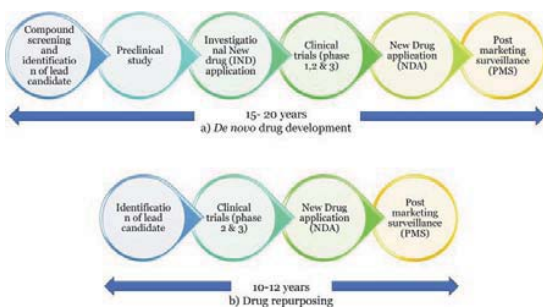 Compound
screening
and
identificatio
n of lead
candidate
Preclinical
study
Investigatio
nal New
drug (IND)
application
Clinical
trials (phase
1,2 & 3)
New Drug
application
(NDA)
Post
marketing
surveillance
(PMS)
15- 20 years
a) De novo drug development
Identificatio
n of lead
candidate
Clinical
trials (phase
2 & 3)
New Drug
application
(NDA)
Post
marketing
surveillance
(PMS)
10-12 years
b) Drug repurposing